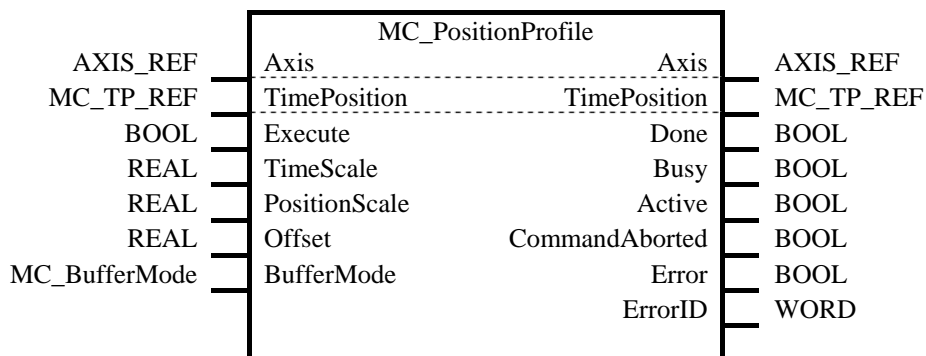 MC_PositionProfile
AXIS_REF Axis Axis AXIS_REF
MC_TP_REF TimePosition TimePosition MC_TP_REF
BOOL Execute Done BOOL
REAL TimeScale Busy BOOL
REAL PositionScale Active BOOL
REAL Offset CommandAborted BOOL
MC_BufferMode BufferMode Error BOOL
ErrorID WORD